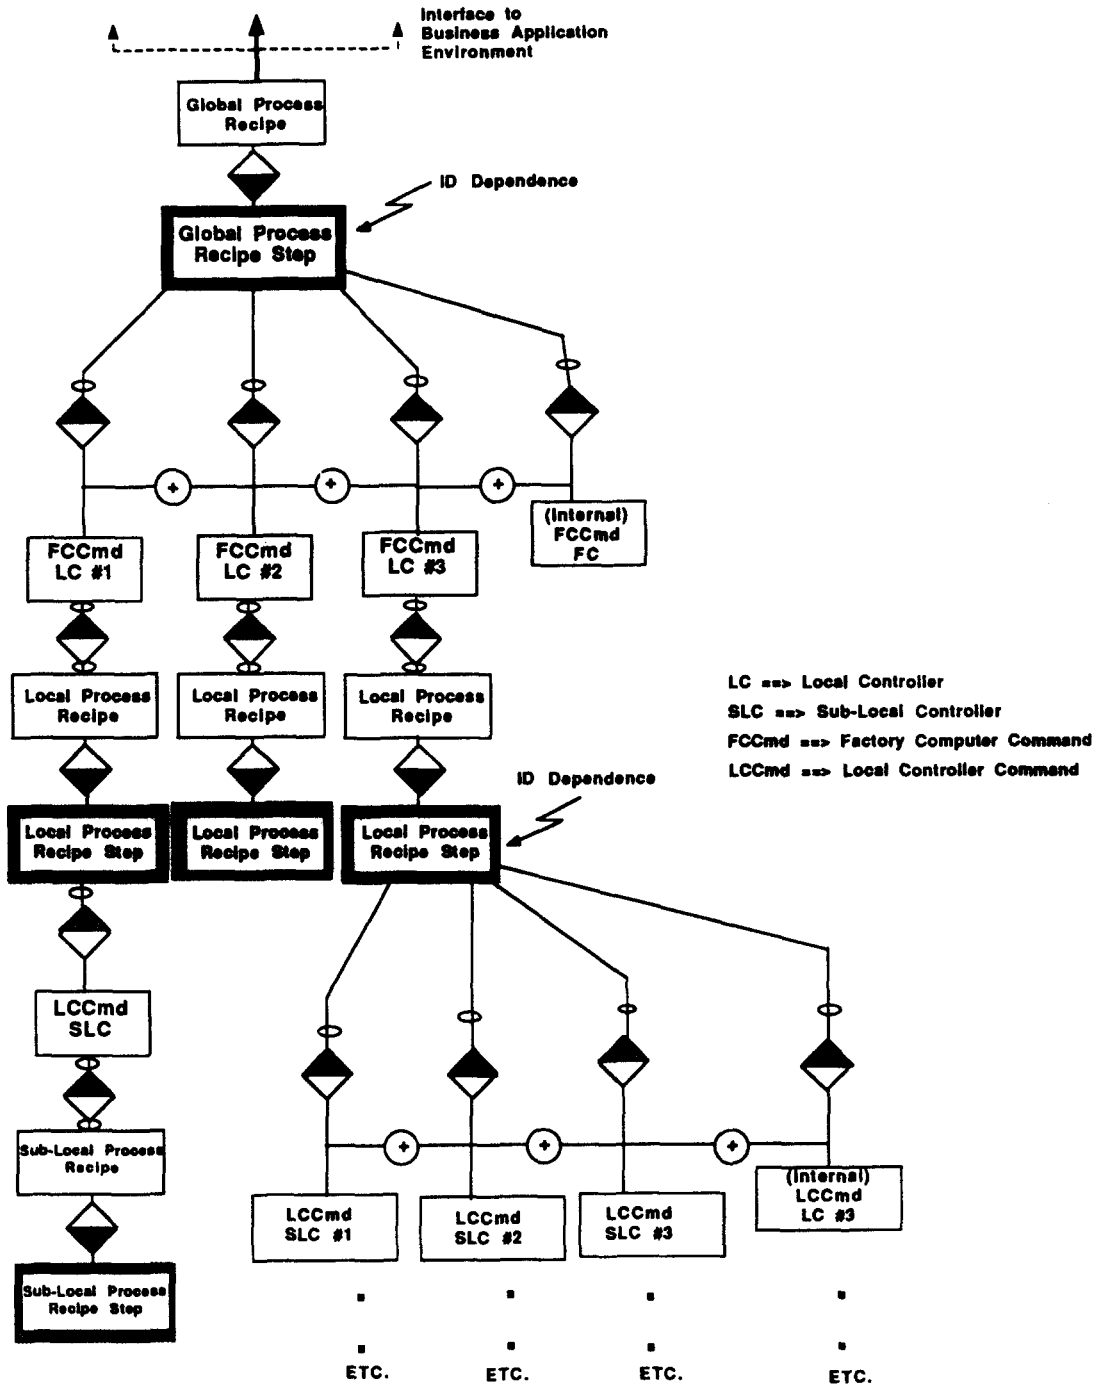 Interface to
Business Application
Environment
Global Process
Recipe
ID Dependence
Global Process
Recipe Step
+
+
+
(Internal)
FCCmd
FC
FCCmd
LC #1
FCCmd
LC #2
FCCmd
LC #3
Local Process
Recipe
Local Process
Recipe
Local Process
Recipe
LC ==> Local Controller
SLC ==> Sub-Local Controller
FCCmd ==> Factory Computer Command
LCCmd ==> Local Controller Command
ID Dependence
Local Process
Recipe Step
Local Process
Recipe Step
Local Process
Recipe Step
LCCmd
SLC
Sub-Local Process
Recipe
+
+
+
(Internal)
LCCmd
LC #3
LCCmd
SLC #1
LCCmd
SLC #2
LCCmd
SLC #3
Sub-Local Process
Recipe Step
ETC.
ETC.
ETC.
ETC.